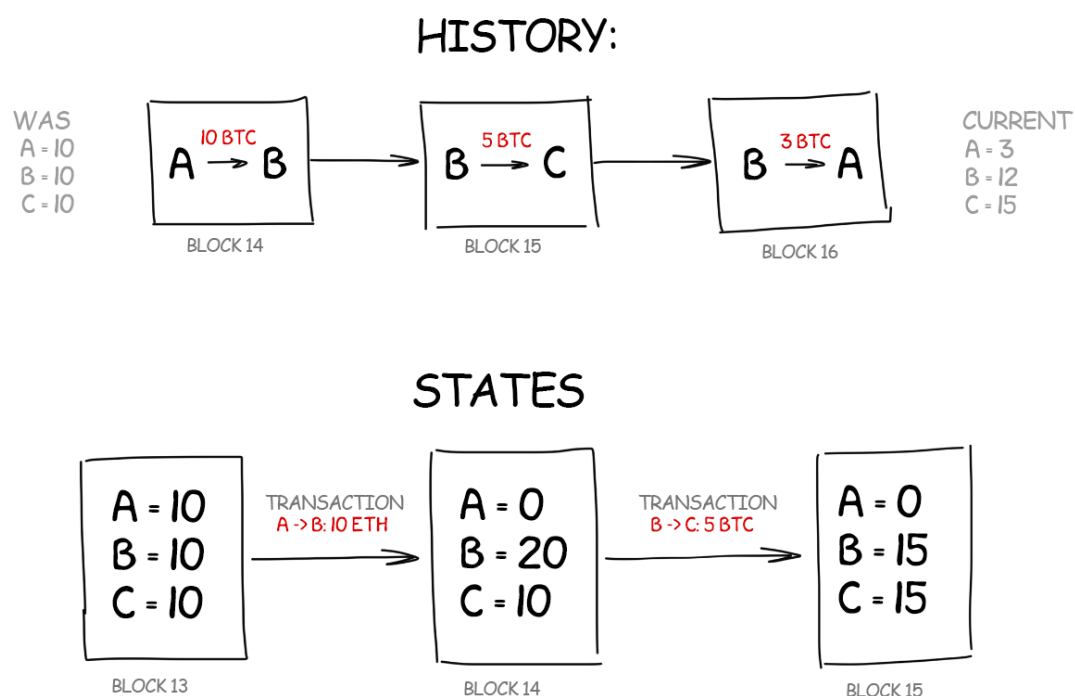 HISTORY:
WAS
A = 10
B = 10
C = 10
10 BTC
A → B
BLOCK 14
5 BTC
B → C
BLOCK 15
3 BTC
B → A
BLOCK 16
CURRENT
A = 3
B = 12
C = 15
STATES
A = 10
B = 10
C = 10
BLOCK 13
TRANSACTION
A -> B: 10 ETH
A = 0
B = 20
C = 10
BLOCK 14
TRANSACTION
B -> C: 5 BTC
A = 0
B = 15
C = 15
BLOCK 15